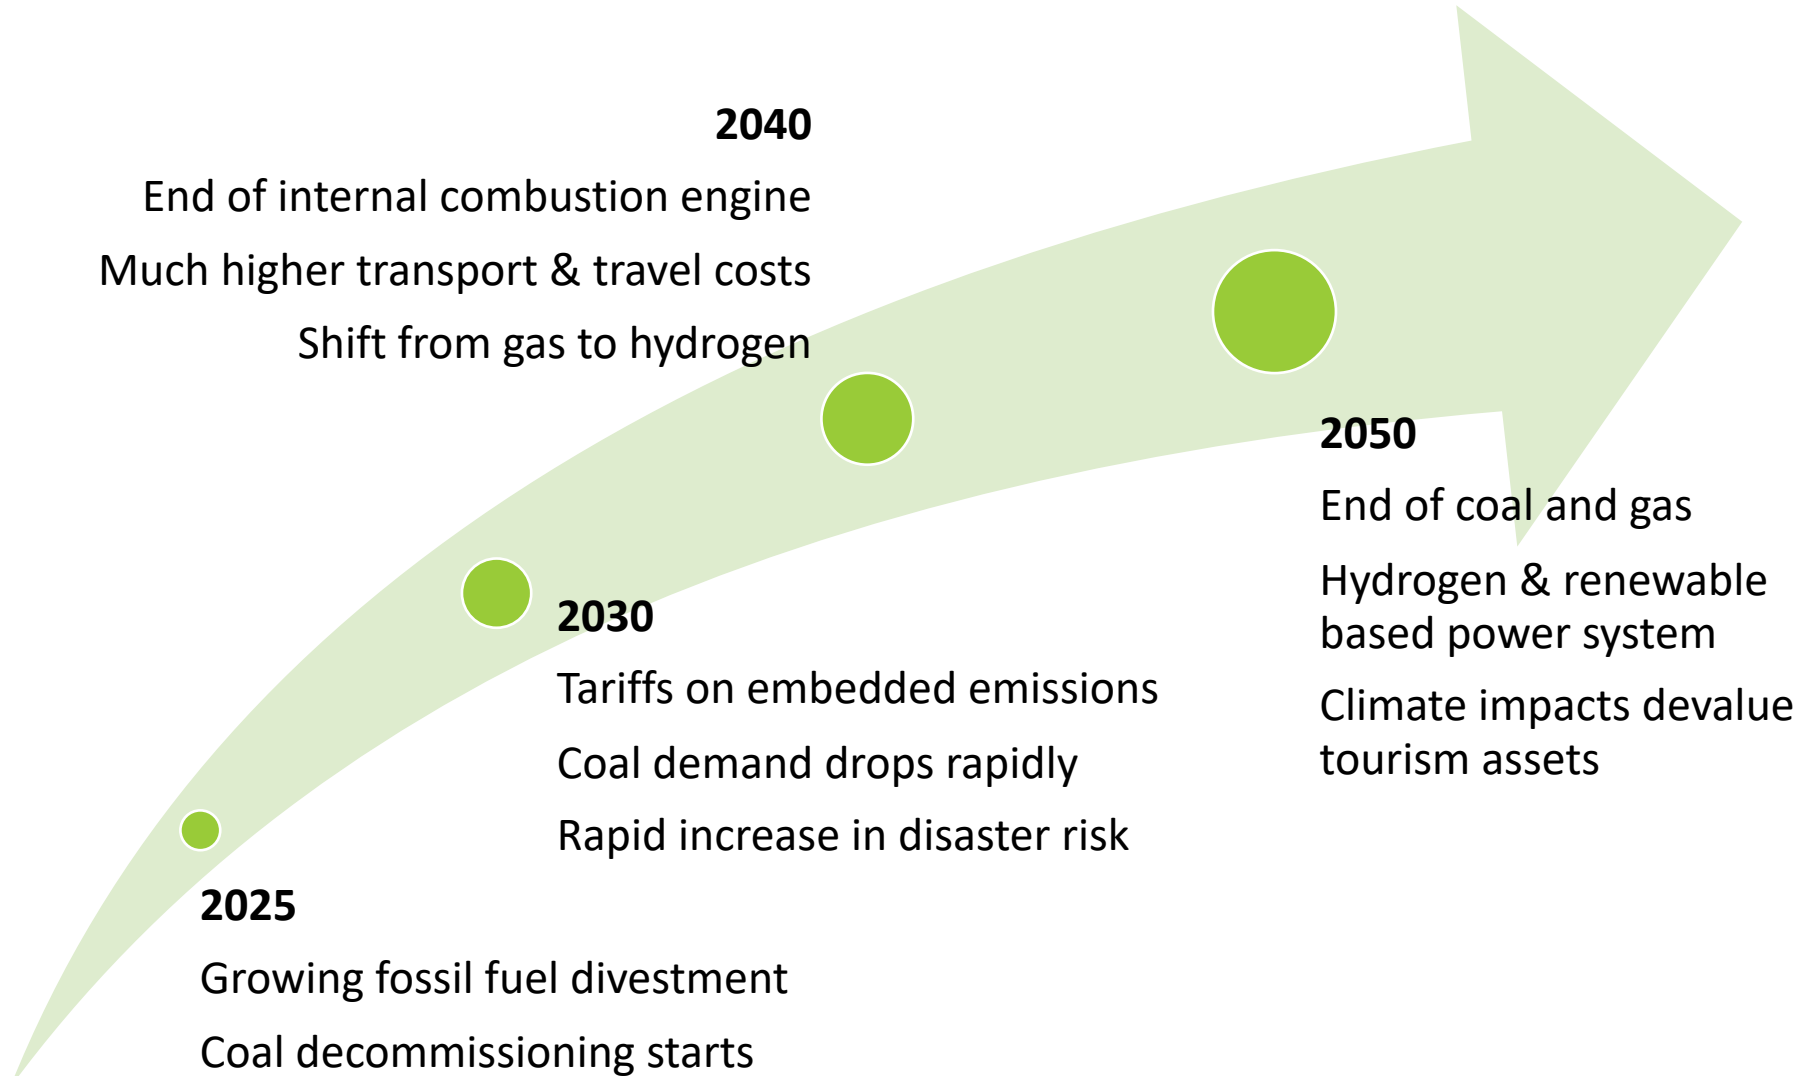 2040
End of internal combustion engine
Much higher transport & travel costs
Shift from gas to hydrogen
2050
End of coal and gas
Hydrogen & renewable
based power system
Climate impacts devalue
tourism assets
2030
Tariffs on embedded emissions
Coal demand drops rapidly
Rapid increase in disaster risk
2025
Growing fossil fuel divestment
Coal decommissioning starts